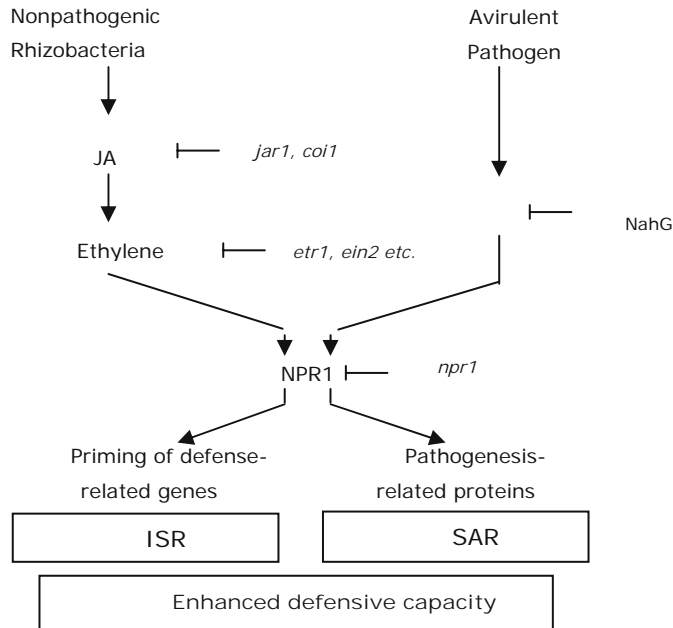 Nonpathogenic
Rhizobacteria
Avirulent
Pathogen
JA
jar1, coi1
NahG
Ethylene
etr1, ein2 etc.
NPR1
npr1
Priming of defense-
related genes
Pathogenesis-
related proteins
ISR
SAR
Enhanced defensive capacity